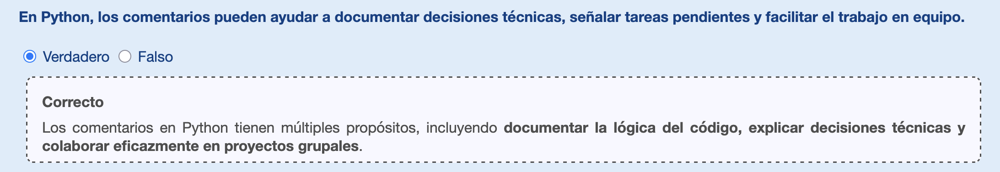 En Python, los comentarios pueden ayudar a documentar decisiones técnicas, señalar tareas pendientes y facilitar el trabajo en equipo.
Verdadero Falso
Correcto
Los comentarios en Python tienen múltiples propósitos, incluyendo documentar la lógica del código, explicar decisiones técnicas y
colaborar eficazmente en proyectos grupales.